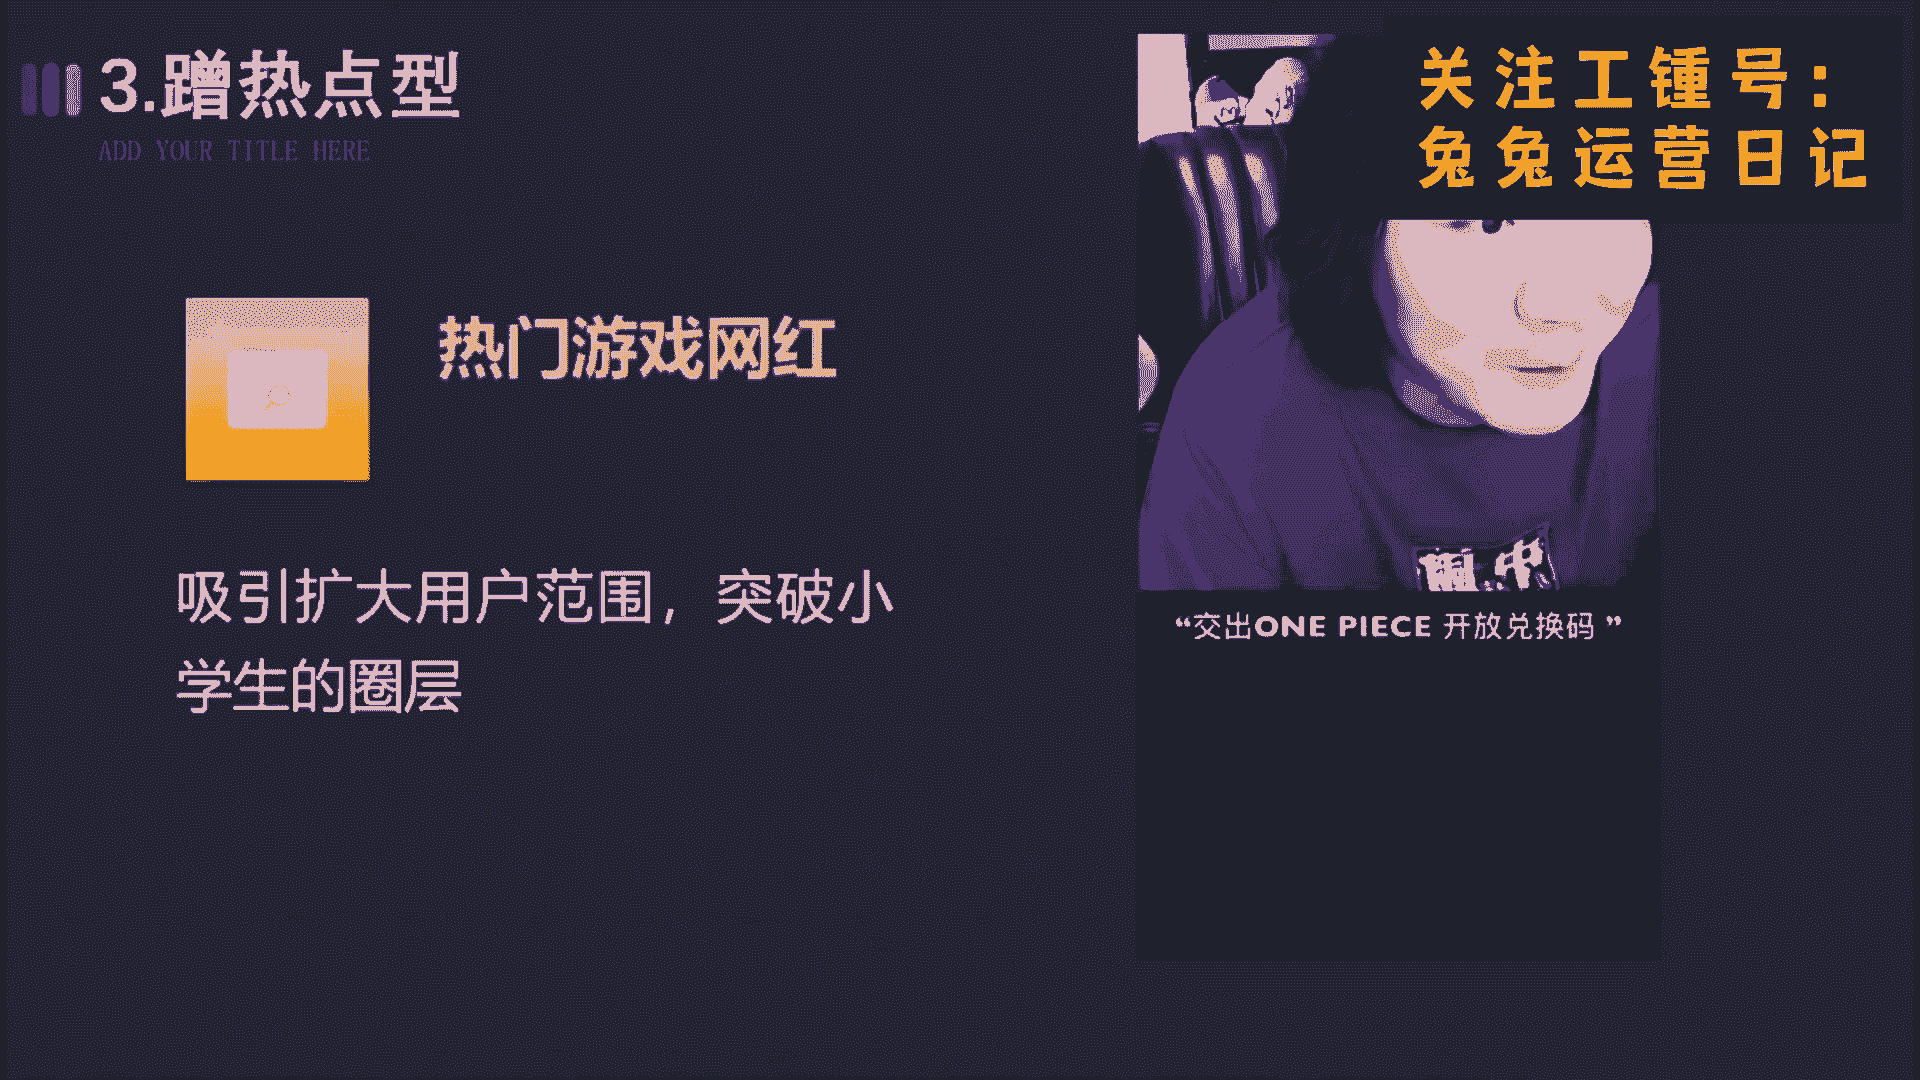 3.蹭热点型
ADD YOUR TITLE HERE
关注工锺号：
兔兔运营日记
热门游戏网红
吸引扩大用户范围，突破小
学生的圈层
“交出ONE PIECE 开放兑换码 ”